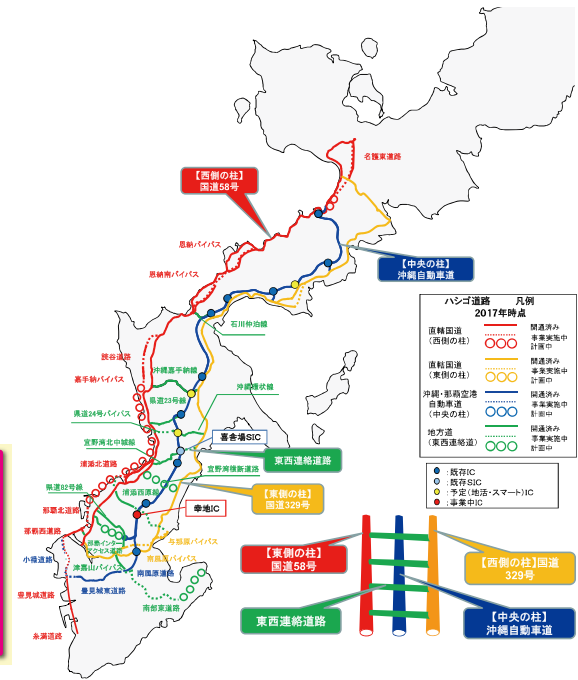 名護東道路
【西側の柱】
国道58号
恩納バイパス
【中央の柱】
沖縄自動車道
恩納南バイパス
ハシゴ道路 凡例
2017年時点
直轄国道
(西側の柱)
開通済み
事業実施中
計画中
直轄国道
(東側の柱)
開通済み
事業実施中
計画中
沖縄・那覇空港
自動車道
(中央の柱)
開通済み
事業実施中
計画中
地方道
(東西連絡道)
開通済み
事業実施中
計画中
:既存IC
:既存SIC
:予定(地活・スマート)IC
:事業中IC
石川仲泊線
読谷道路
沖縄嘉手納線
嘉手納バイパス
沖縄環状線
県道23号線
県道24号バイパス
喜舎場SIC
宜野湾北中城線
東西連絡道路
浦添北道路
宜野湾横断道路
県道82号線
浦添西原線
【東側の柱】
国道329号
那覇北道路
幸地IC
那覇西道路
那覇インター
アクセス道路
与那原バイパス
南風原バイパス
小禄道路
津嘉山バイパス
南風原道路
豊見城東道路
豊見城道路
南部東道路
糸満道路
【東側の柱】
国道58号
【西側の柱】国道
329号
東西連絡道路
【中央の柱】
沖縄自動車道